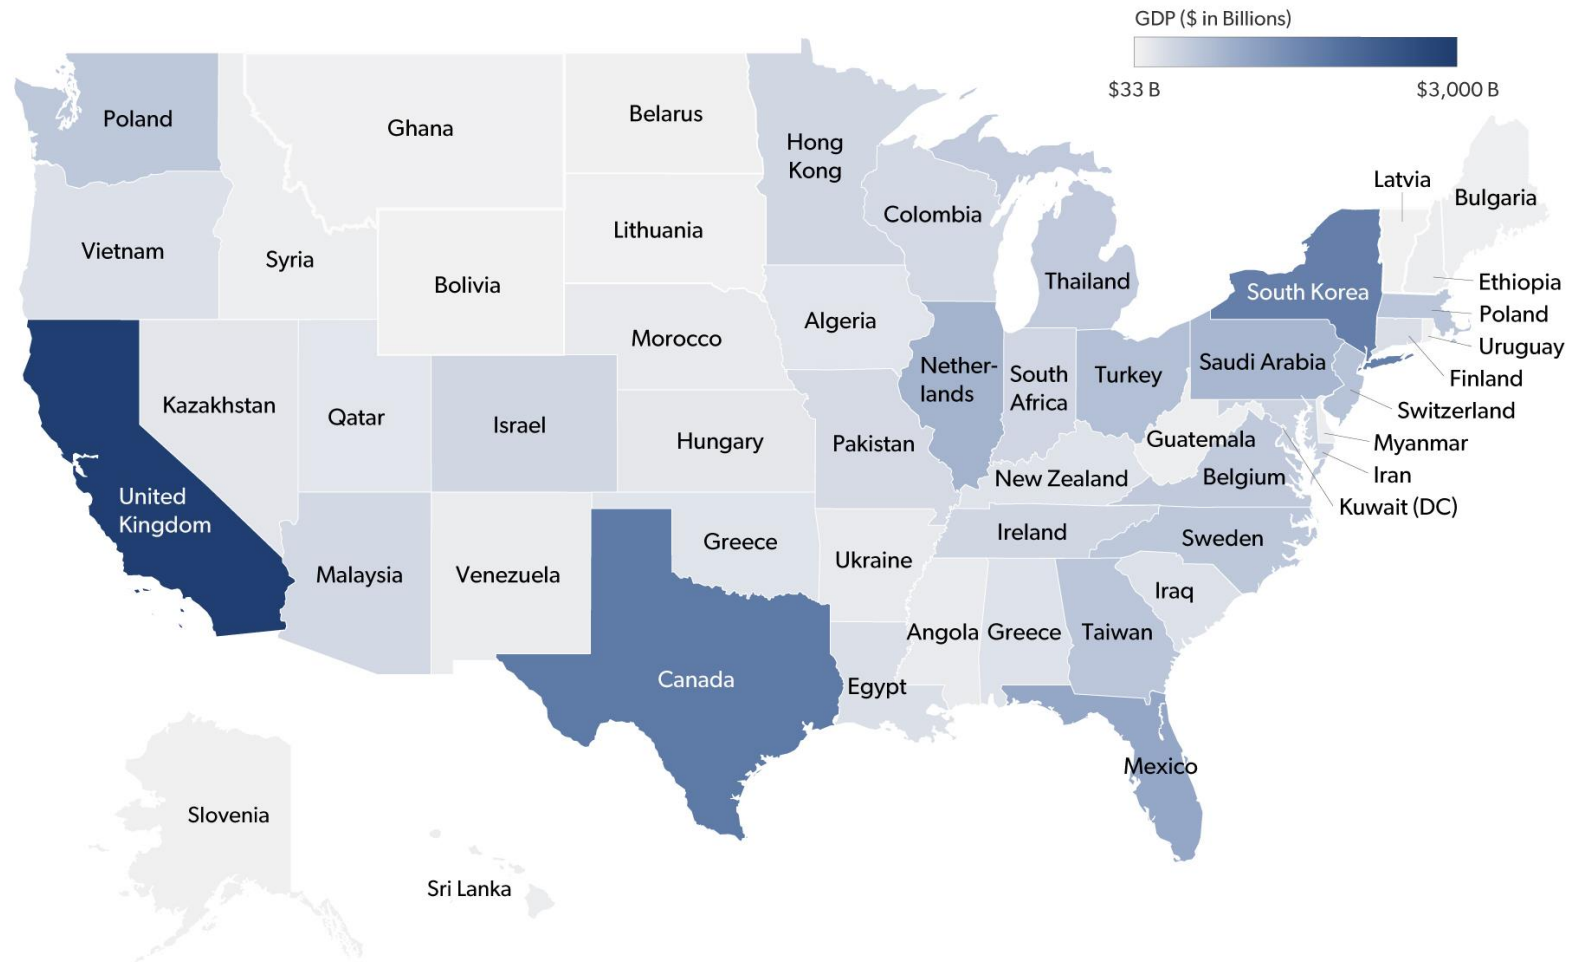 GDP ($ in Billions)
$33 B
$3,000 B
Poland
Ghana
Belarus
Hong
Kong
Latvia
Bulgaria
Colombia
Vietnam
Syria
Lithuania
Bolivia
Thailand
South Korea
Ethiopia
Poland
Uruguay
Finland
Switzerland
Myanmar
Iran
Kuwait (DC)
Morocco
Algeria
Nether-
lands
South
Africa
Turkey
Saudi Arabia
Kazakhstan
Qatar
Israel
Hungary
Pakistan
Guatemala
New Zealand
Belgium
United
Kingdom
Malaysia
Venezuela
Greece
Ukraine
Ireland
Sweden
Iraq
Angola
Greece
Taiwan
Canada
Egypt
Mexico
Slovenia
Sri Lanka